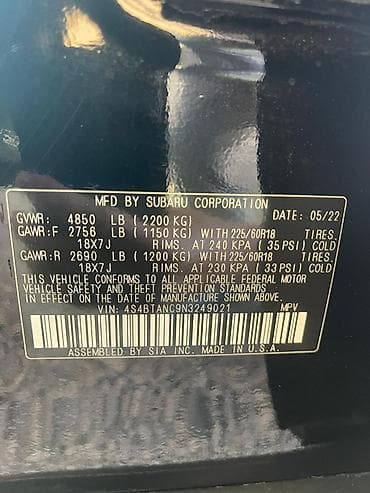 MFD BY SUBARU CORPORATION
GVWR: 4850 LB (2200 KG) DATE: 05/22
GAWR:F 2756 LB (1150 KG) WITH 225/60R18 TIRES,
18X7J RIMS, AT 240 KPA (35 PSI) COLD
GAWR:R 2690 LB (1200 KG) WITH 225/60R18 TIRES,
18X7J RIMS, AT 230 KPA (33 PSI) COLD
THIS VEHICLE CONFORMS TO ALL APPLICABLE FEDERAL MOTOR
VEHICLE SAFETY AND THEFT PREVENTION STANDARDS
IN EFFECT ON THE DATE OF MANUFACTURE SHOWN ABOVE.
VIN: 4S4BTANC9N3249021 MPV
ASSEMBLED BY SIA INC. MADE IN U.S.A.